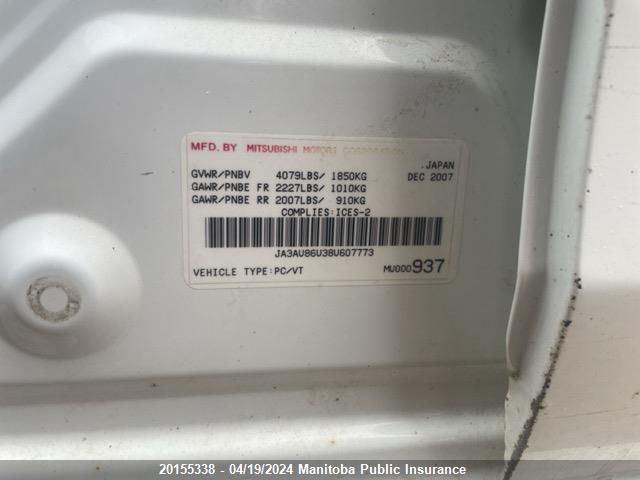 MFD. BY MITSUBISHI MOTORS CORPORATION
JAPAN
GVWR/PNBV 4079LBS/ 1850KG DEC 2007
GAWR/PNBE FR 2227LBS/ 1010KG
GAWR/PNBE RR 2007LBS/ 910KG
COMPLIES:ICES-2
JA3AU86U38U607773
VEHICLE TYPE:PC/VT MU000937
20155338 - 04/19/2024 Manitoba Public Insurance